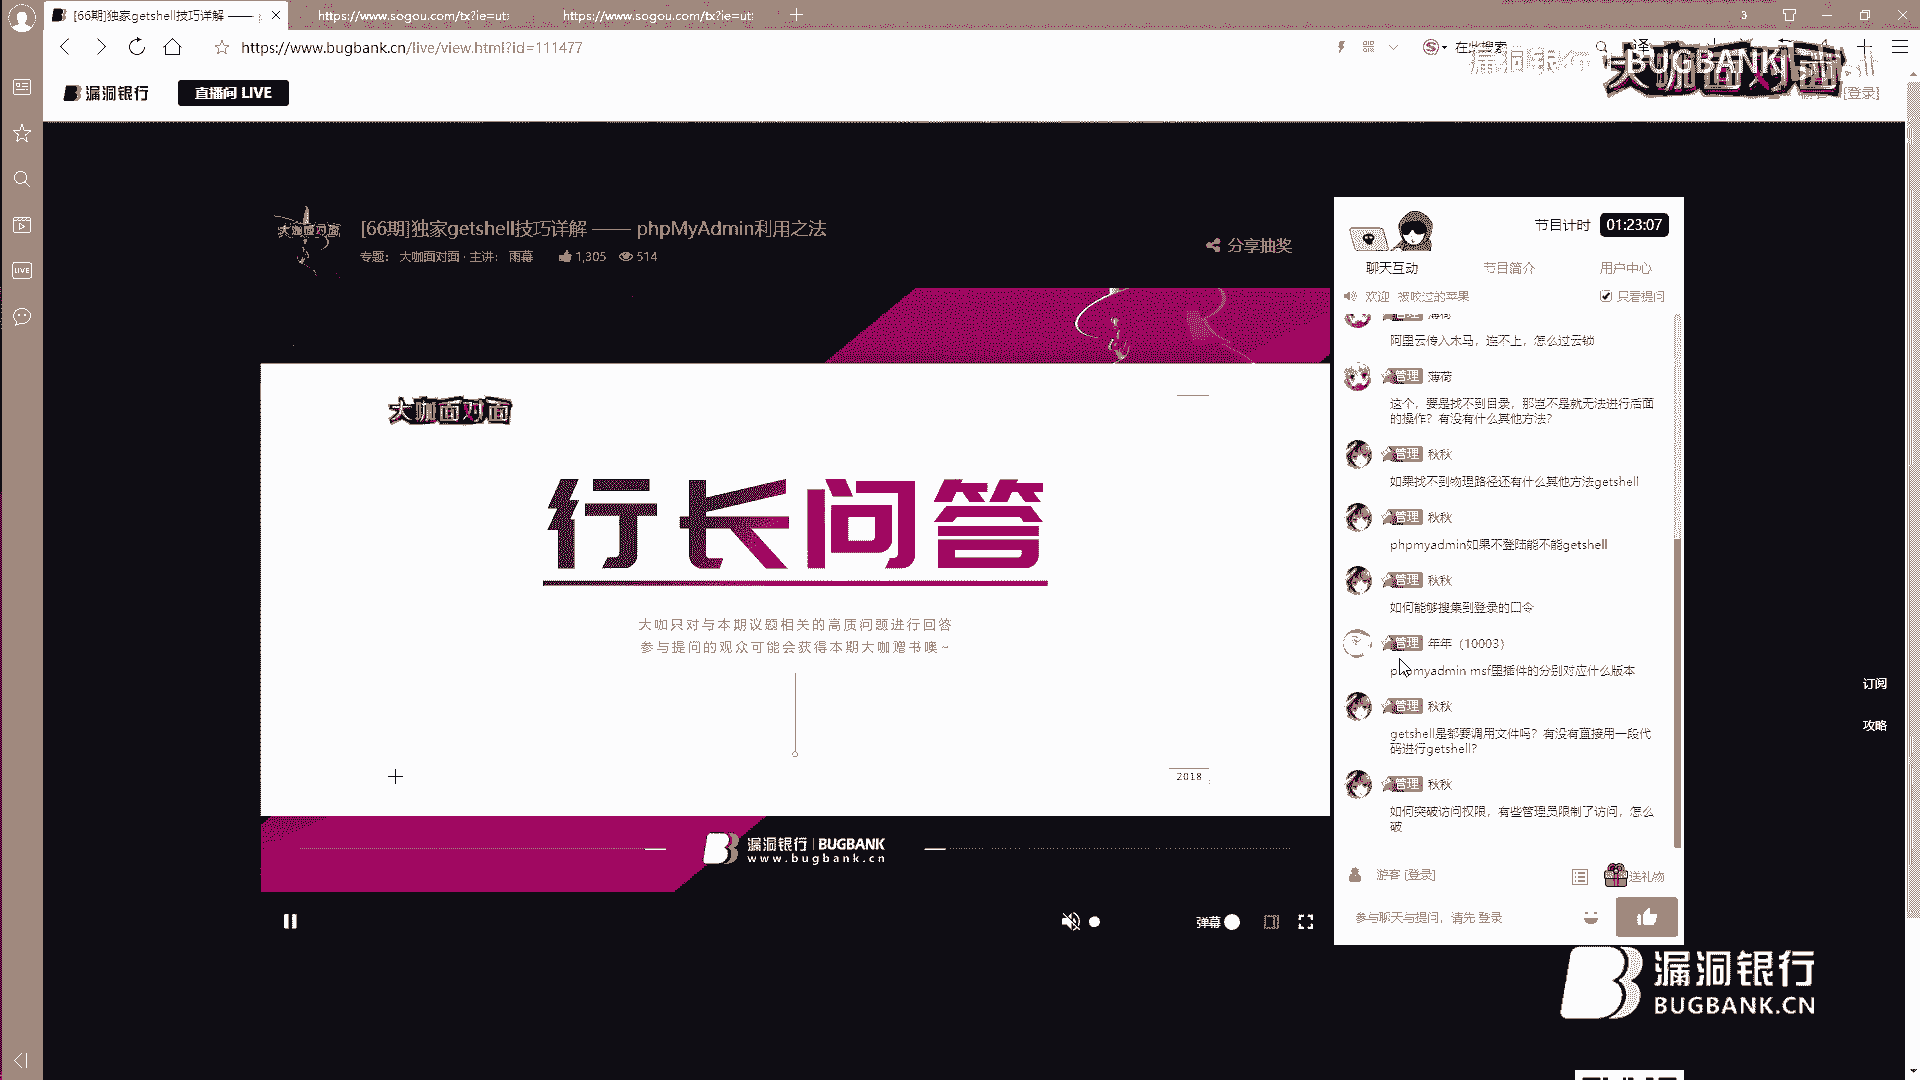 [66期]独家getshell技巧详解 ——
https://www.sogou.com/tx?ie=ut
https://www.sogou.com/tx?ie=ut
3
https://www.bugbank.cn/live/view.html?id=111477
在此搜索
译
漏洞银行 BUGBANK
大咖面对面
漏洞银行
直播间 LIVE
[登录]
LIVE
大咖面对面
[66期]独家getshell技巧详解 —— phpMyAdmin利用之法
专题： 大咖面对面 · 主讲： 雨幕 1,305 514
分享抽奖
节目计时 01:23:07
聊天互动 节目简介 用户中心
欢迎 被咬过的苹果
只看提问
管理 薄荷
阿里云传入木马，连不上，怎么过云锁
管理 薄荷
这个，要是找不到目录，那岂不是就无法进行后面
的操作？有没有什么其他方法？
管理 秋秋
如果找不到物理路径还有什么其他方法getshell
管理 秋秋
phpmyadmin如果不登陆能不能getshell
管理 秋秋
如何能够搜集到登录的口令
管理 年年（10003）
phpmyadmin msf里插件的分别对应什么版本
管理 秋秋
getshell是都要调用文件吗？有没有直接用一段代
码进行getshell?
管理 秋秋
如何突破访问权限，有些管理员限制了访问，怎么
破
游客 [登录]
送礼物
参与聊天与提问，请先 登录
大咖面对面
行长问答
大咖只对与本期议题相关的高质问题进行回答
参与提问的观众可能会获得本期大咖赠书噢~
2018
漏洞银行 | BUGBANK
www.bugbank.cn
弹幕
订阅
攻略
漏洞银行
BUGBANK.CN